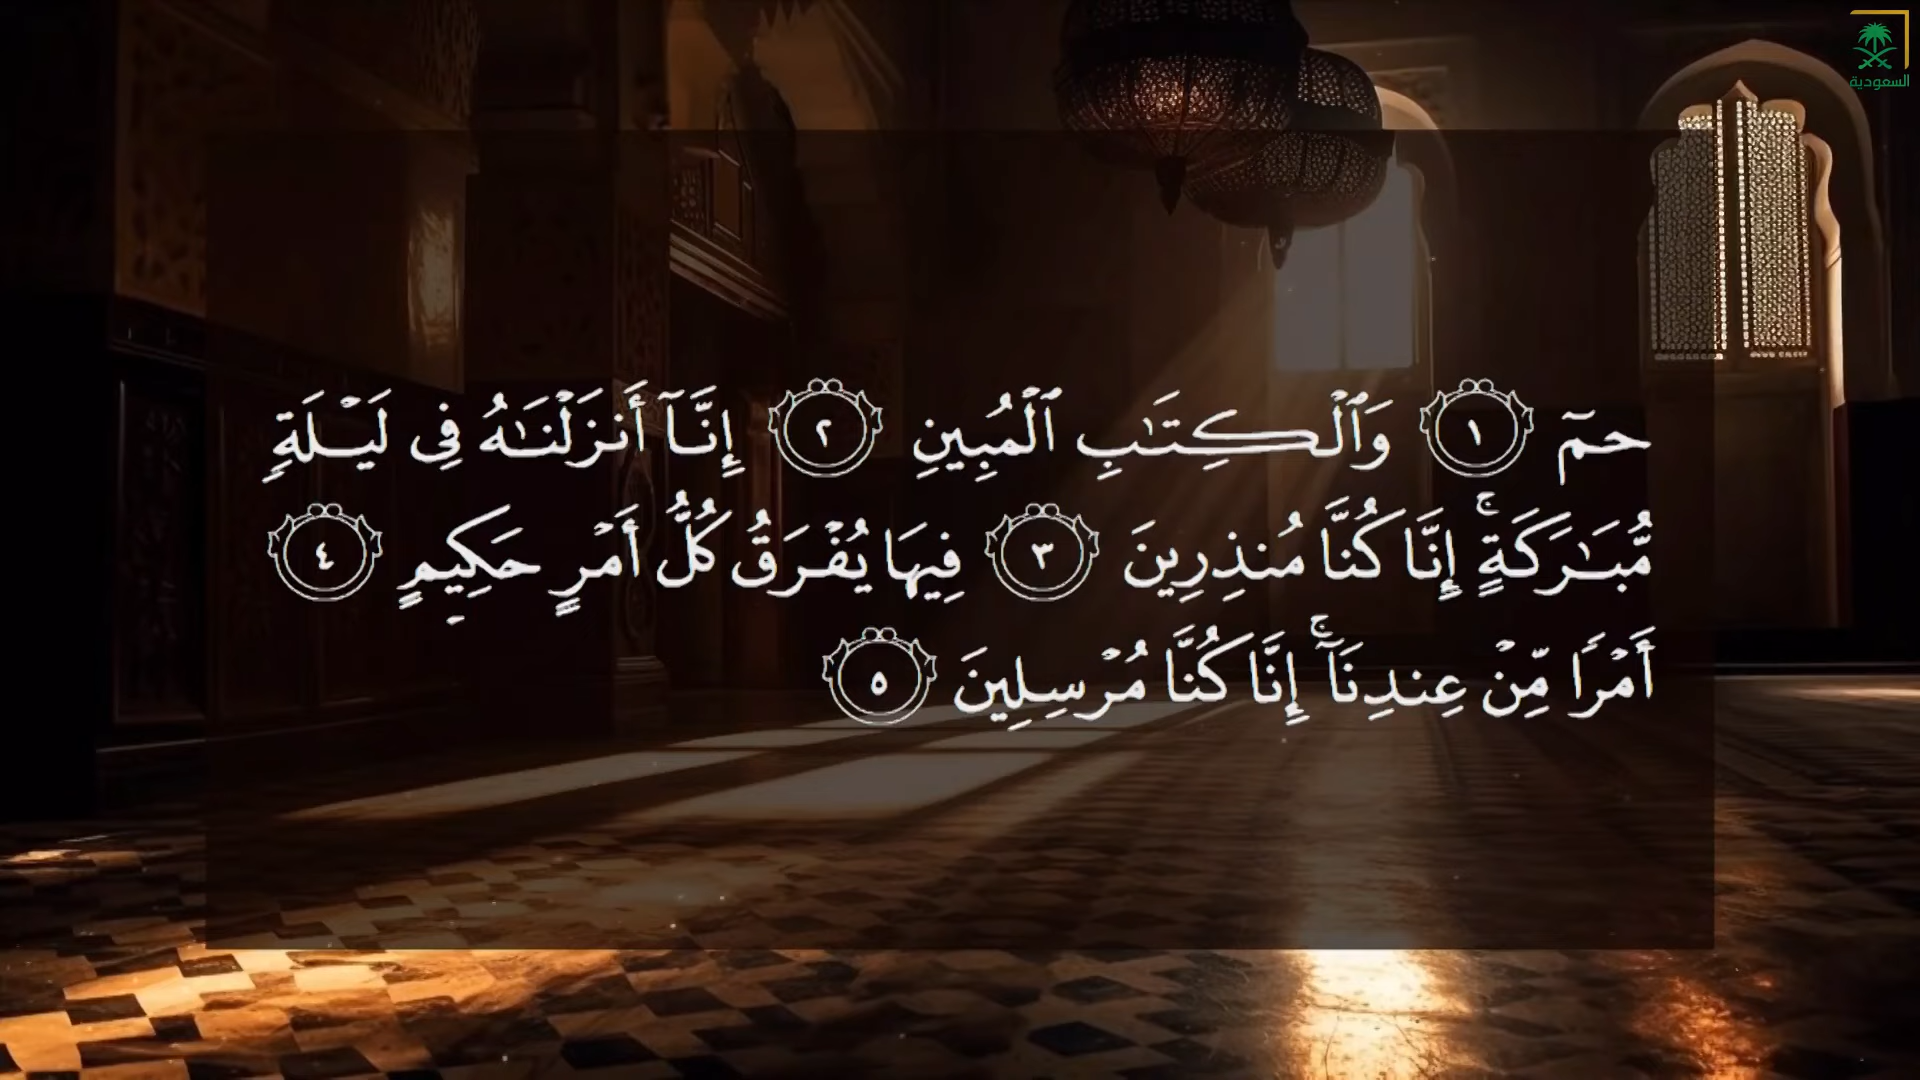 السعودية
حمٓ ١ وَٱلْكِتَـٰبِ ٱلْمُبِينِ ٢ إِنَّآ أَنزَلْنَـٰهُ فِى لَيْلَةٍ
مُّبَـٰرَكَةٍ ۚ إِنَّا كُنَّا مُنذِرِينَ ٣ فِيهَا يُفْرَقُ كُلُّ أَمْرٍ حَكِيمٍ ٤
أَمْرًا مِّنْ عِندِنَآ ۚ إِنَّا كُنَّا مُرْسِلِينَ ٥